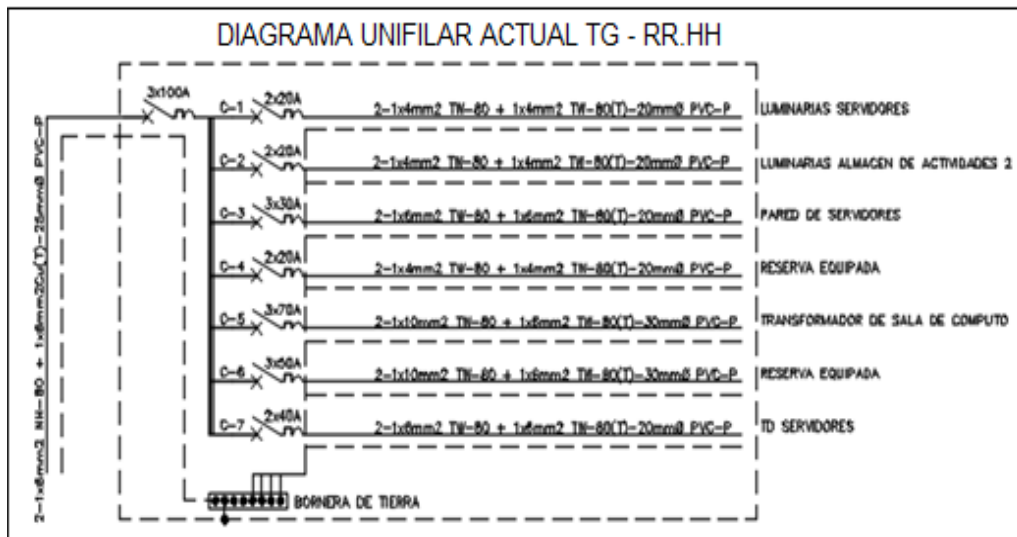 DIAGRAMA UNIFILAR ACTUAL TG - RR.HH
3x100A
C-1 2x20A 2-1x4mm2 TW-80 + 1x4mm2 TW-80(T)-20mmØ PVC-P LUMINARIAS SERVIDORES
C-2 2x20A 2-1x4mm2 TW-80 + 1x4mm2 TW-80(T)-20mmØ PVC-P LUMINARIAS ALMACEN DE ACTIVIDADES 2
C-3 3x30A 2-1x6mm2 TW-80 + 1x6mm2 TW-80(T)-20mmØ PVC-P PARED DE SERVIDORES
C-4 2x20A 2-1x4mm2 TW-80 + 1x4mm2 TW-80(T)-20mmØ PVC-P RESERVA EQUIPADA
C-5 3x70A 2-1x10mm2 TW-80 + 1x6mm2 TW-80(T)-30mmØ PVC-P TRANSFORMADOR DE SALA DE COMPUTO
C-6 3x50A 2-1x10mm2 TW-80 + 1x6mm2 TW-80(T)-30mmØ PVC-P RESERVA EQUIPADA
C-7 2x40A 2-1x6mm2 TW-80 + 1x6mm2 TW-80(T)-20mmØ PVC-P TD SERVIDORES
BORNERA DE TIERRA
2-1x6mm2 NH-80 + 1x6mm2Cu(T)-25mmØ PVC-P